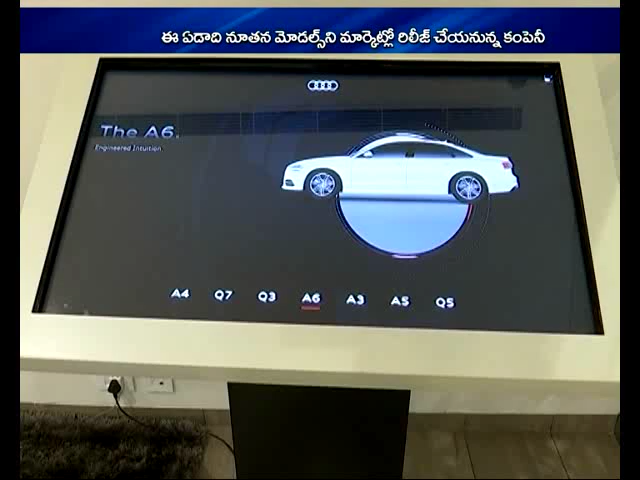 ఈ ఏడాది నూతన మోడల్స్‌ని మార్కెట్లో రిలీజ్ చేయనున్న కంపెనీ
The A6.
Engineered Intuition.
A4 Q7 Q3 A6 A3 A5 Q5